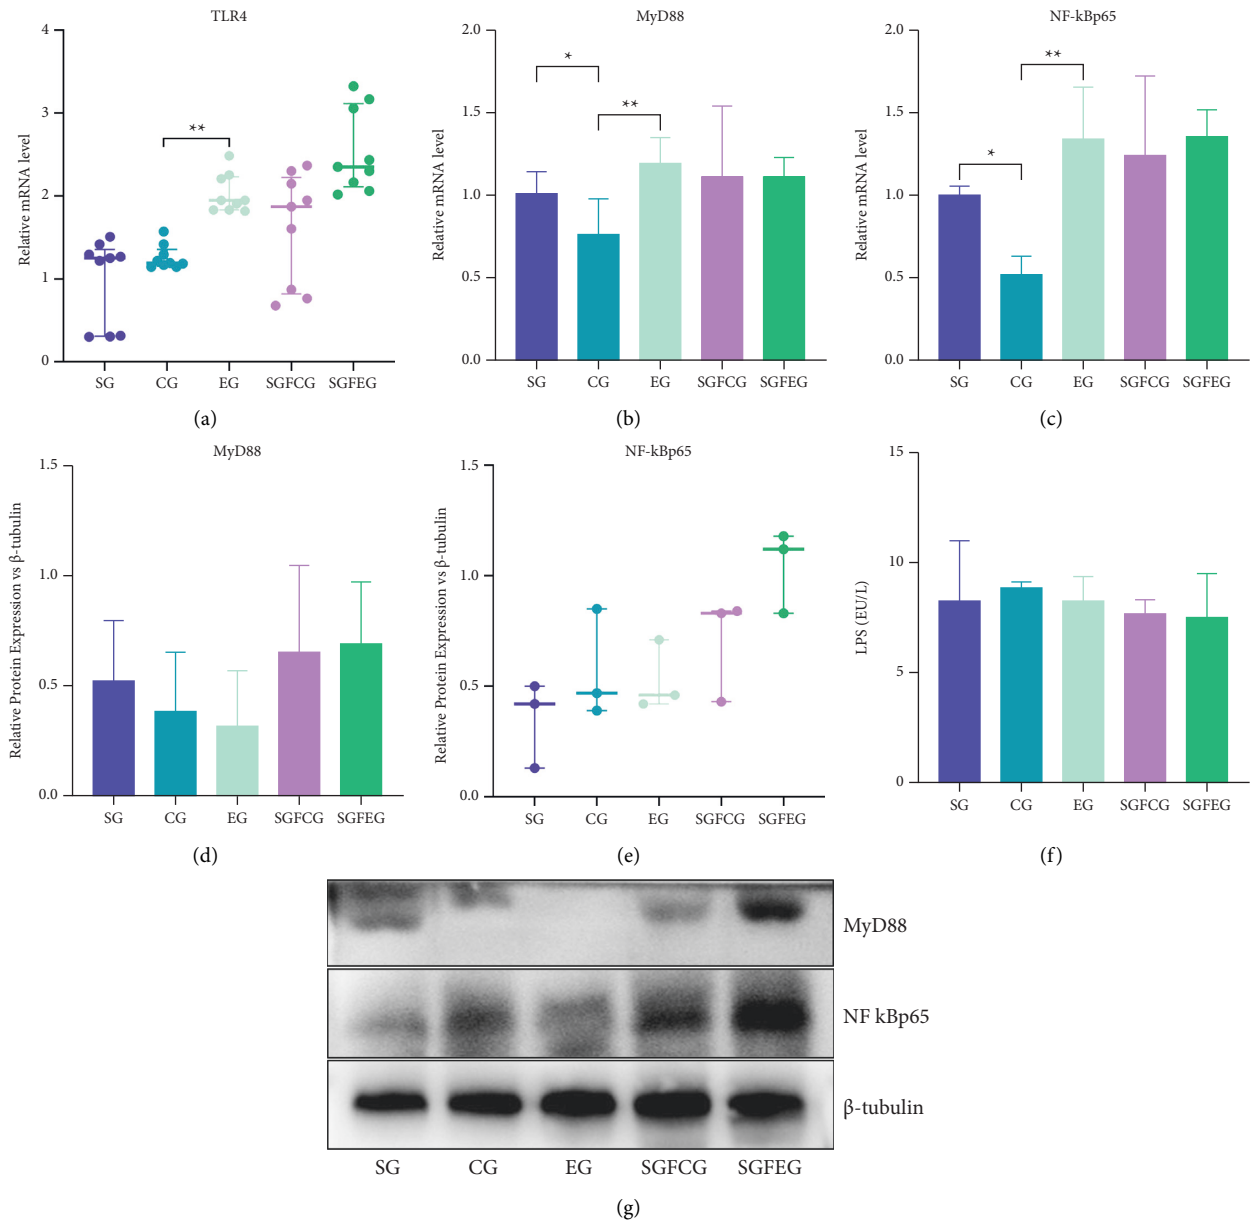 TLR4
Relative mRNA level
4
3
2
1
0
**
SG CG EG SGFCG SGFEG
(a)
MyD88
Relative mRNA level
2.0
1.5
1.0
0.5
0.0
*
**
SG CG EG SGFCG SGFEG
(b)
NF-kBp65
Relative mRNA level
2.0
1.5
1.0
0.5
0.0
*
**
SG CG EG SGFCG SGFEG
(c)
MyD88
Relative Protein Expression vs β-tubulin
1.5
1.0
0.5
0.0
SG CG EG SGFCG SGFEG
(d)
NF-kBp65
Relative Protein Expression vs β-tubulin
1.5
1.0
0.5
0.0
SG CG EG SGFCG SGFEG
(e)
LPS (EU/L)
15
10
5
0
SG CG EG SGFCG SGFEG
(f)
MyD88
NF kBp65
β-tubulin
SG CG EG SGFCG SGFEG
(g)